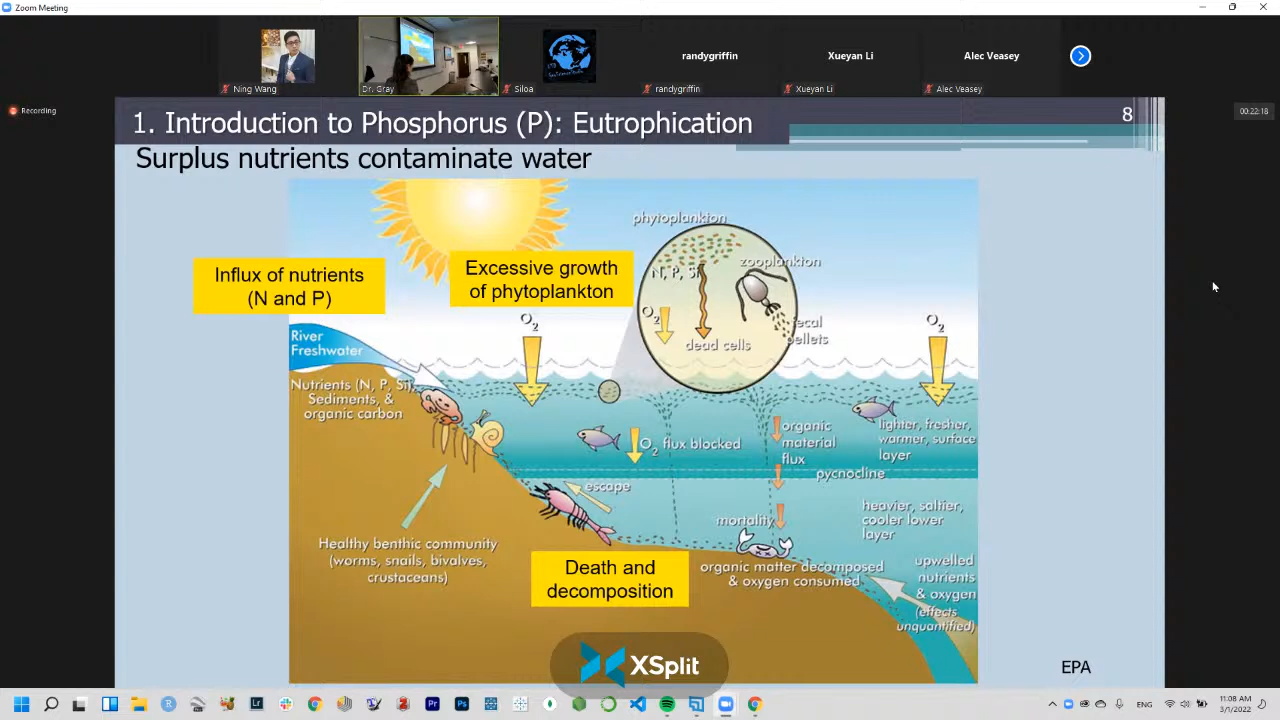 Zoom Meeting
randygriffin
Xueyan Li
Alec Veasey
Ning Wang
Dr. Gray
Siloa
randygriffin
Xueyan Li
Alec Veasey
Recording
00:22:18
1. Introduction to Phosphorus (P): Eutrophication
8
Surplus nutrients contaminate water
phytoplankton
zooplankton
N, P, Si
O2
dead cells
fecal
pellets
Influx of nutrients
(N and P)
Excessive growth
of phytoplankton
O2
O2
River
Freshwater
Nutrients (N, P, Si),
Sediments, &
organic carbon
O2 flux blocked
organic
material
flux
lighter, fresher,
warmer, surface
layer
pycnocline
escape
mortality
heavier, saltier,
cooler lower
layer
Healthy benthic community
(worms, snails, bivalves,
crustaceans)
Death and
decomposition
organic matter decomposed
& oxygen consumed
upwelled
nutrients
& oxygen
(effects
unquantified)
XSplit
EPA
Lr
Pr
Ps
ENG
11:08 AM
3/1/2022